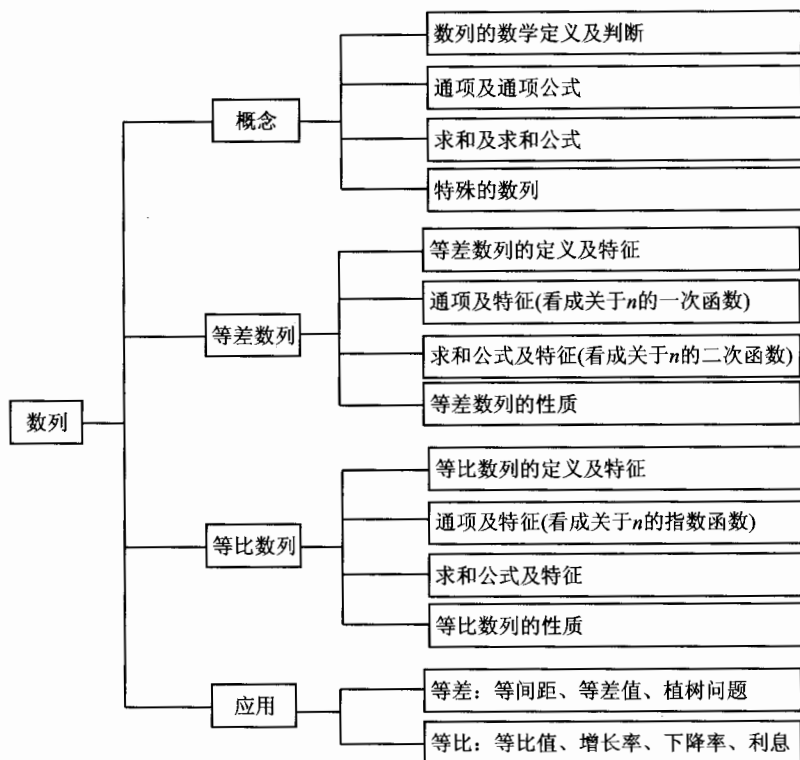 数列
概念
数列的数学定义及判断
通项及通项公式
求和及求和公式
特殊的数列
等差数列
等差数列的定义及特征
通项及特征(看成关于n的一次函数)
求和公式及特征(看成关于n的二次函数)
等差数列的性质
等比数列
等比数列的定义及特征
通项及特征(看成关于n的指数函数)
求和公式及特征
等比数列的性质
应用
等差：等间距、等差值、植树问题
等比：等比值、增长率、下降率、利息